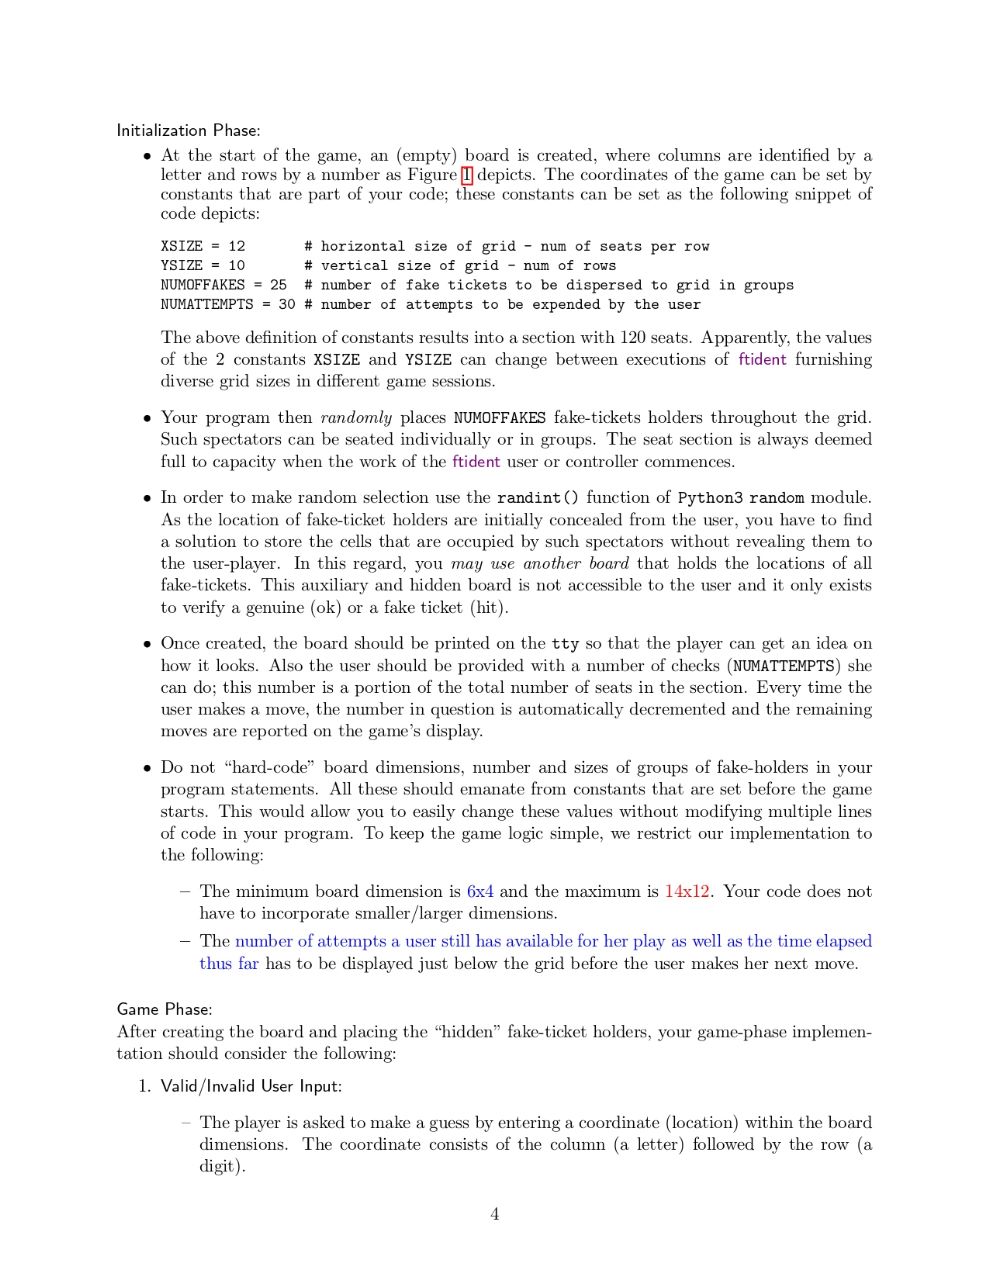 Initialization Phase:
• At the start of the game, an (empty) board is created, where columns are identified by a
letter and rows by a number as Figure 1 depicts. The coordinates of the game can be set by
constants that are part of your code; these constants can be set as the following snippet of
code depicts:
XSIZE = 12 # horizontal size of grid - num of seats per row
YSIZE = 10 # vertical size of grid - num of rows
NUMOFFAKES = 25 # number of fake tickets to be dispersed to grid in groups
NUMATTEMPTS = 30 # number of attempts to be expended by the user
The above definition of constants results into a section with 120 seats. Apparently, the values
of the 2 constants XSIZE and YSIZE can change between executions of ftident furnishing
diverse grid sizes in different game sessions.
• Your program then randomly places NUMOFFAKES fake-tickets holders throughout the grid.
Such spectators can be seated individually or in groups. The seat section is always deemed
full to capacity when the work of the ftident user or controller commences.
• In order to make random selection use the randint() function of Python3 random module.
As the location of fake-ticket holders are initially concealed from the user, you have to find
a solution to store the cells that are occupied by such spectators without revealing them to
the user-player. In this regard, you may use another board that holds the locations of all
fake-tickets. This auxiliary and hidden board is not accessible to the user and it only exists
to verify a genuine (ok) or a fake ticket (hit).
• Once created, the board should be printed on the tty so that the player can get an idea on
how it looks. Also the user should be provided with a number of checks (NUMATTEMPTS) she
can do; this number is a portion of the total number of seats in the section. Every time the
user makes a move, the number in question is automatically decremented and the remaining
moves are reported on the game's display.
• Do not “hard-code” board dimensions, number and sizes of groups of fake-holders in your
program statements. All these should emanate from constants that are set before the game
starts. This would allow you to easily change these values without modifying multiple lines
of code in your program. To keep the game logic simple, we restrict our implementation to
the following:
– The minimum board dimension is 6x4 and the maximum is 14x12. Your code does not
have to incorporate smaller/larger dimensions.
– The number of attempts a user still has available for her play as well as the time elapsed
thus far has to be displayed just below the grid before the user makes her next move.
Game Phase:
After creating the board and placing the “hidden” fake-ticket holders, your game-phase implemen-
tation should consider the following:
1. Valid/Invalid User Input:
– The player is asked to make a guess by entering a coordinate (location) within the board
dimensions. The coordinate consists of the column (a letter) followed by the row (a
digit).
4